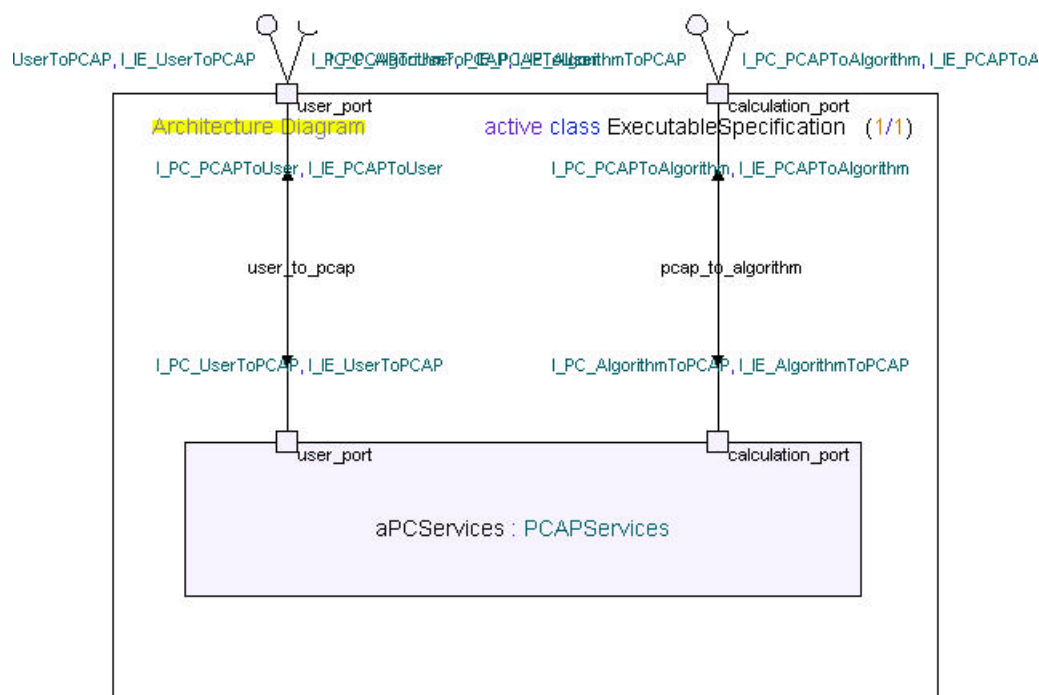 UserToPCAP, I_IE_UserToPCAP I_PC_PCAPToAlgorithm, I_IE_PCAPToA
user_port calculation_port
Architecture Diagram active class ExecutableSpecification (1/1)
I_PC_PCAPToUser, I_IE_PCAPToUser I_PC_PCAPToAlgorithm, I_IE_PCAPToAlgorithm
user_to_pcap pcap_to_algorithm
I_PC_UserToPCAP, I_IE_UserToPCAP I_PC_AlgorithmToPCAP, I_IE_AlgorithmToPCAP
user_port calculation_port
aPCServices : PCAPServices